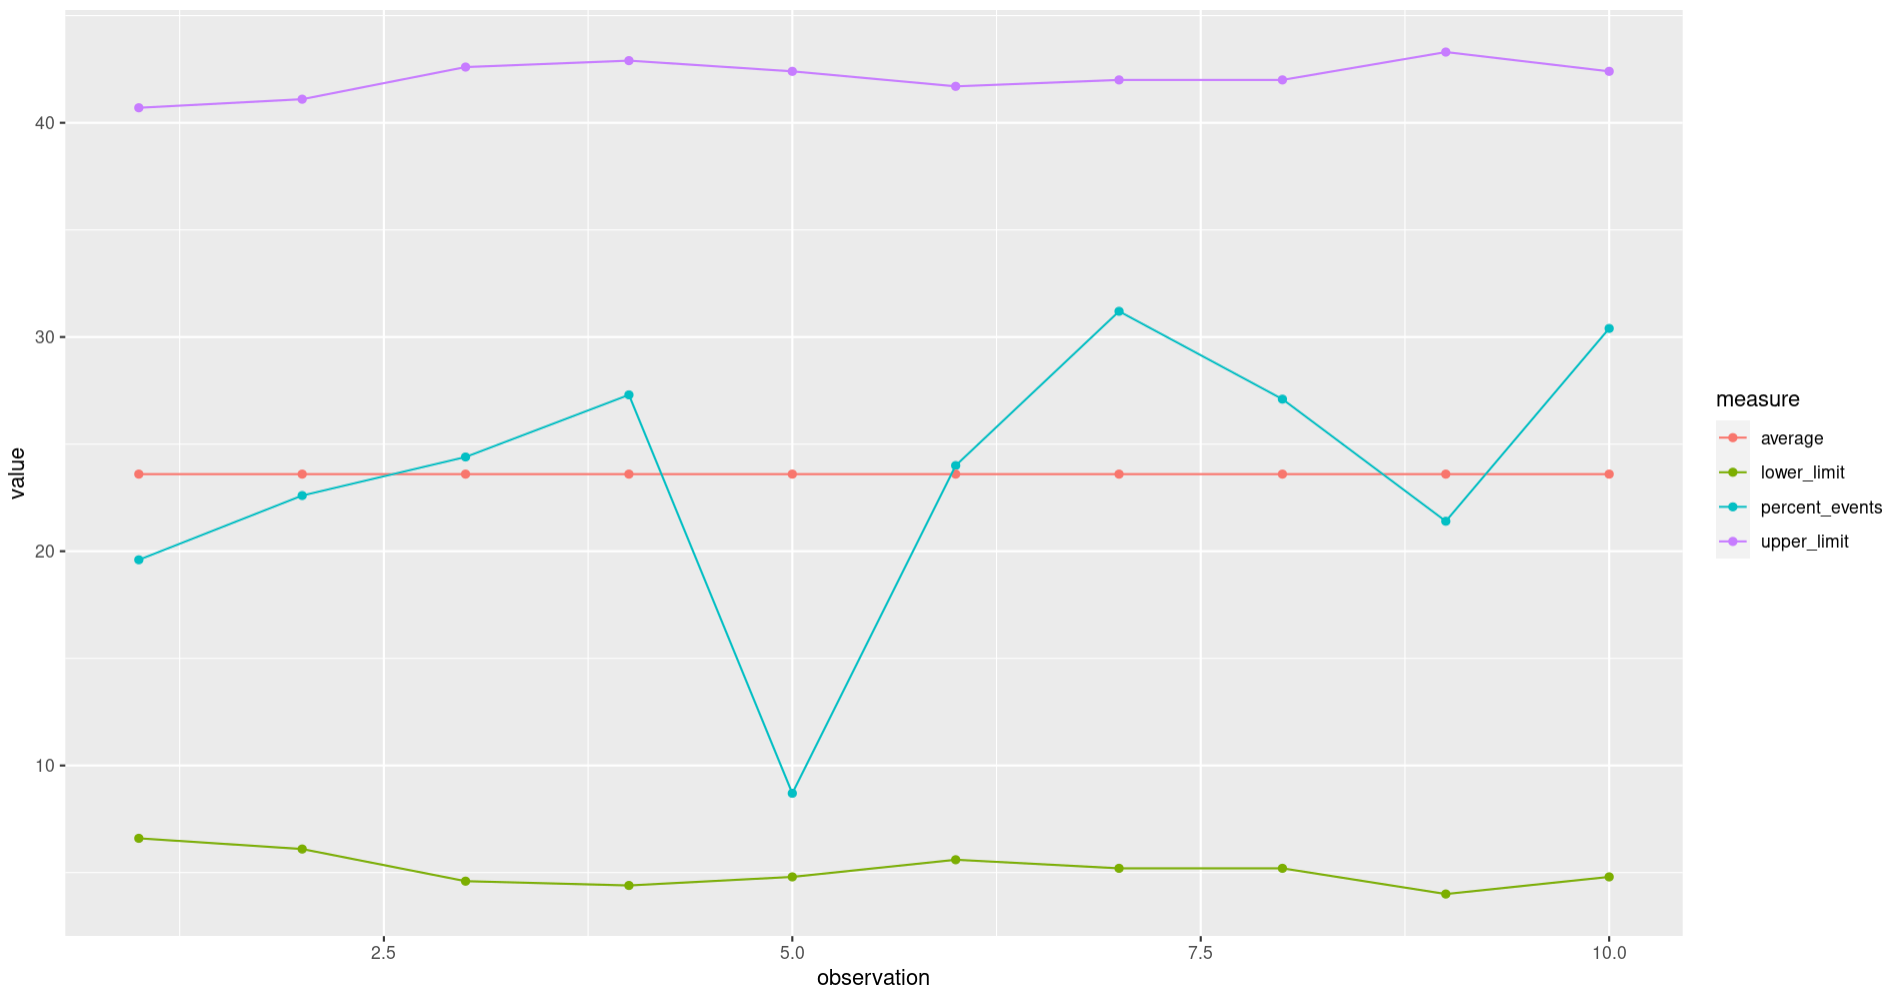 value
40
30
20
10
2.5 5.0 7.5 10.0
observation
measure
average
lower_limit
percent_events
upper_limit